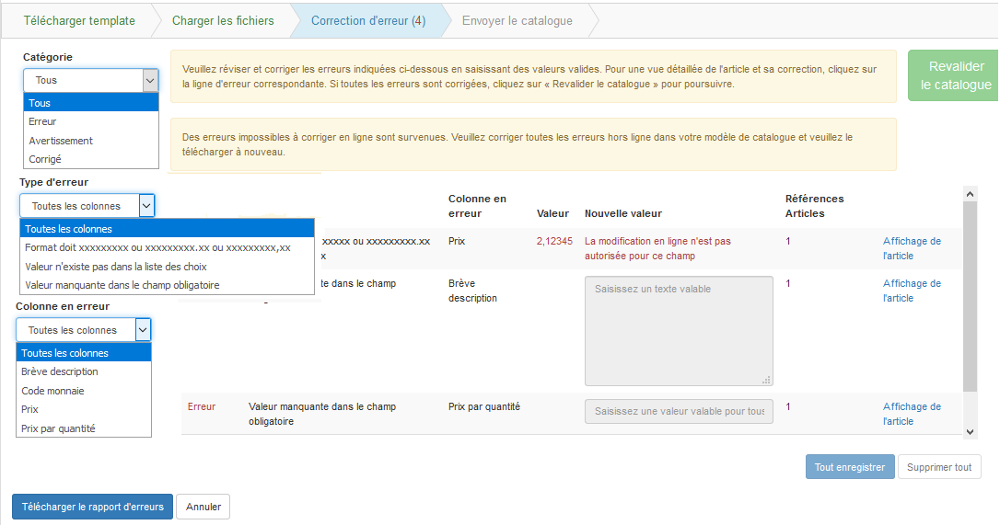 Télécharger template
Charger les fichiers
Correction d'erreur (4)
Envoyer le catalogue
Catégorie
Tous
Tous
Erreur
Avertissement
Corrigé
Veuillez réviser et corriger les erreurs indiquées ci-dessous en saisissant des valeurs valides. Pour une vue détaillée de l'article et sa correction, cliquez sur
la ligne d'erreur correspondante. Si toutes les erreurs sont corrigées, cliquez sur « Revalider le catalogue » pour poursuivre.
Revalider
le catalogue
Des erreurs impossibles à corriger en ligne sont survenues. Veuillez corriger toutes les erreurs hors ligne dans votre modèle de catalogue et veuillez le
télécharger à nouveau.
Type d'erreur
Toutes les colonnes
Toutes les colonnes
Format doit xxxxxxxxx ou xxxxxxxxx.xx ou xxxxxxxxx,xx
Valeur n'existe pas dans la liste des choix
Valeur manquante dans le champ obligatoire
Colonne en erreur
Toutes les colonnes
Toutes les colonnes
Brève description
Code monnaie
Prix
Prix par quantité
Colonne en
erreur
Valeur
Nouvelle valeur
Références
Articles
xxxxx ou xxxxxxxxx.xx
x
Prix
2,12345
La modification en ligne n'est pas
autorisée pour ce champ
1
Affichage de
l'article
te dans le champ
Brève
description
Saisissez un texte valable
1
Affichage de
l'article
Erreur
Valeur manquante dans le champ
obligatoire
Prix par quantité
Saisissez une valeur valable pour tous
1
Affichage de
l'article
Tout enregistrer
Supprimer tout
Télécharger le rapport d'erreurs
Annuler